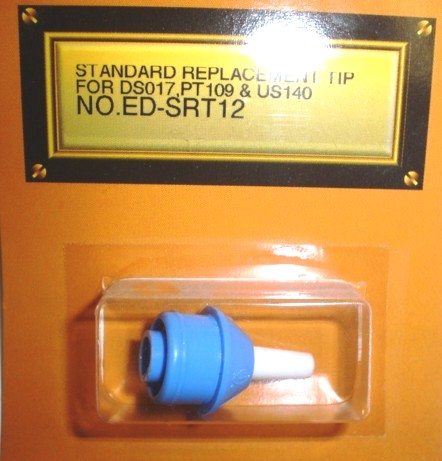 STANDARD REPLACEMENT TIP
FOR DS017,PT109 & US140
NO.ED-SRT12